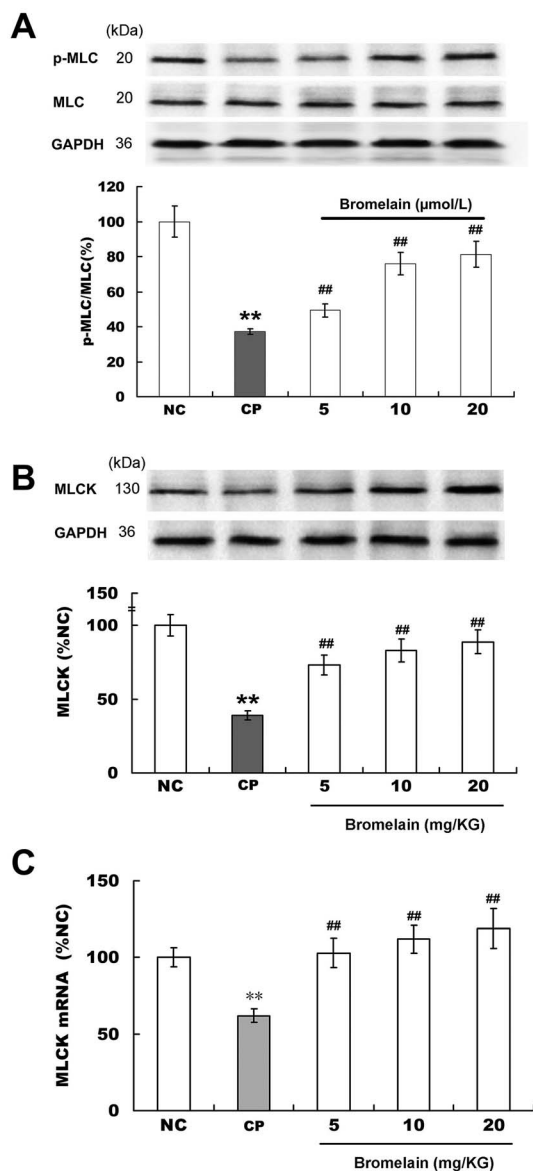 A
(kDa)
p-MLC 20
MLC 20
GAPDH 36
p-MLC/MLC(%)
120
100
80
60
40
20
0
Bromelain (μmol/L)
**
##
##
##
NC CP 5 10 20
B
(kDa)
MLCK 130
GAPDH 36
MLCK (%NC)
150
100
50
0
**
##
##
##
NC CP 5 10 20
Bromelain (mg/KG)
C
MLCK mRNA (%NC)
150
100
50
0
**
##
##
##
NC CP 5 10 20
Bromelain (mg/KG)